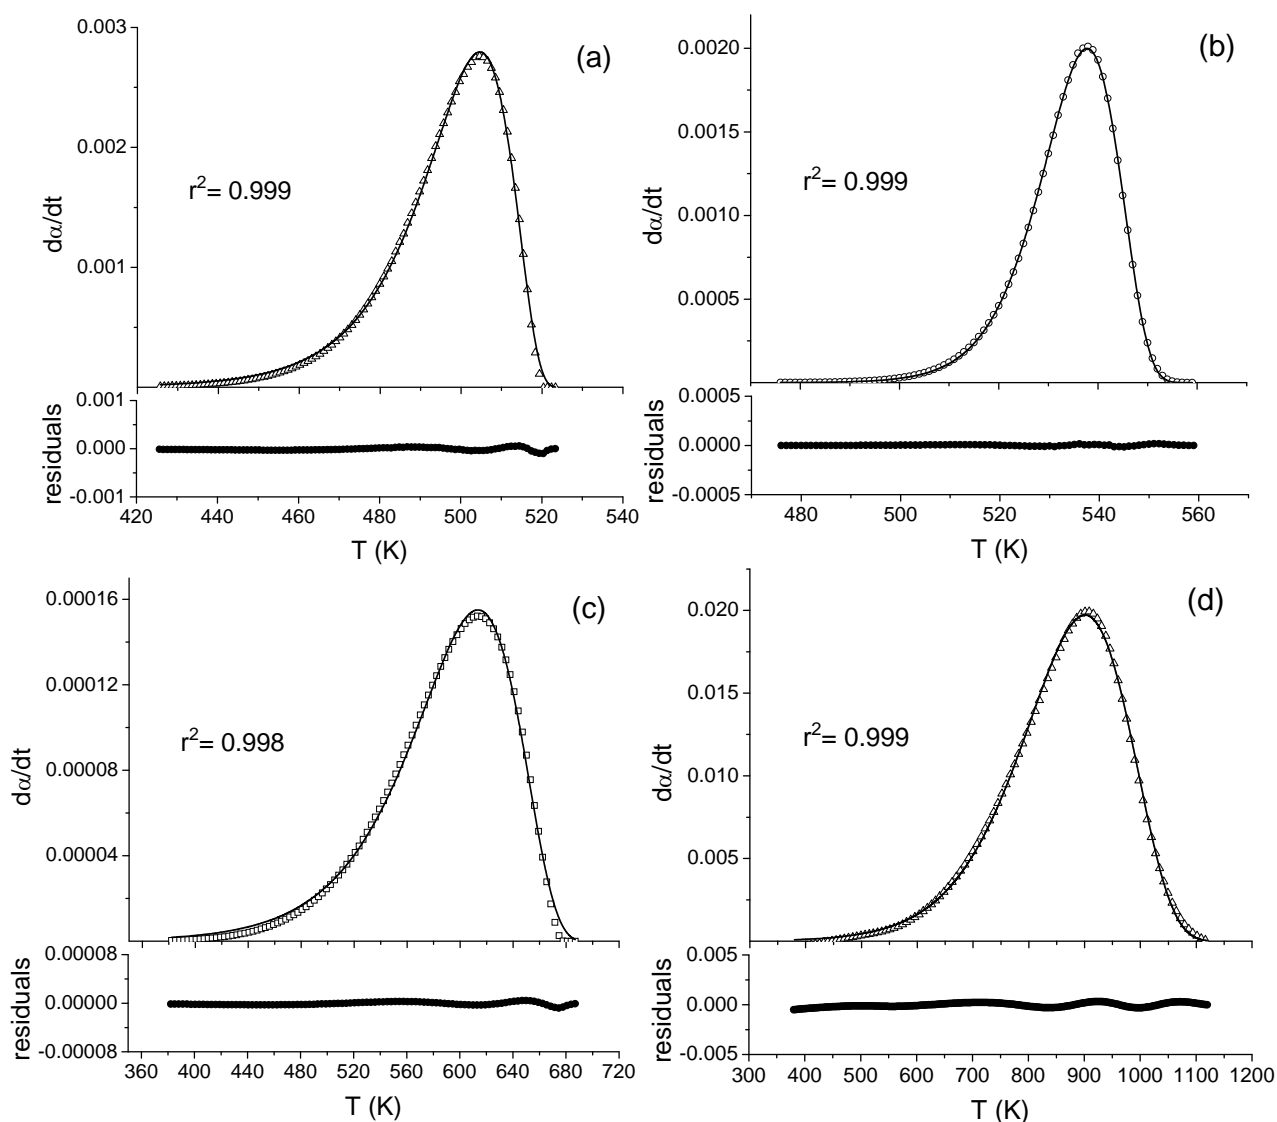 (a)
0.003
0.002
0.001
dα/dt
r²= 0.999
0.001
0.000
-0.001
residuals
420 440 460 480 500 520 540
T (K)
(b)
0.0020
0.0015
0.0010
0.0005
dα/dt
r²= 0.999
0.0005
0.0000
-0.0005
residuals
480 500 520 540 560
T (K)
(c)
0.00016
0.00012
0.00008
0.00004
dα/dt
r²= 0.998
0.00008
0.00000
-0.00008
residuals
360 400 440 480 520 560 600 640 680 720
T (K)
(d)
0.020
0.015
0.010
0.005
dα/dt
r²= 0.999
0.005
0.000
-0.005
residuals
300 400 500 600 700 800 900 1000 1100 1200
T (K)